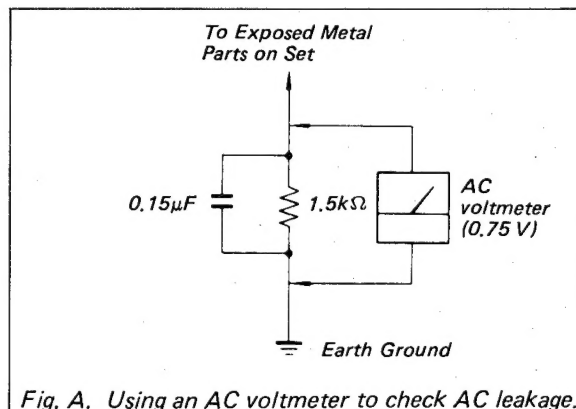 To Exposed Metal
Parts on Set
0.15μF
1.5kΩ
AC
voltmeter
(0.75 V)
Earth Ground
Fig. A. Using an AC voltmeter to check AC leakage.